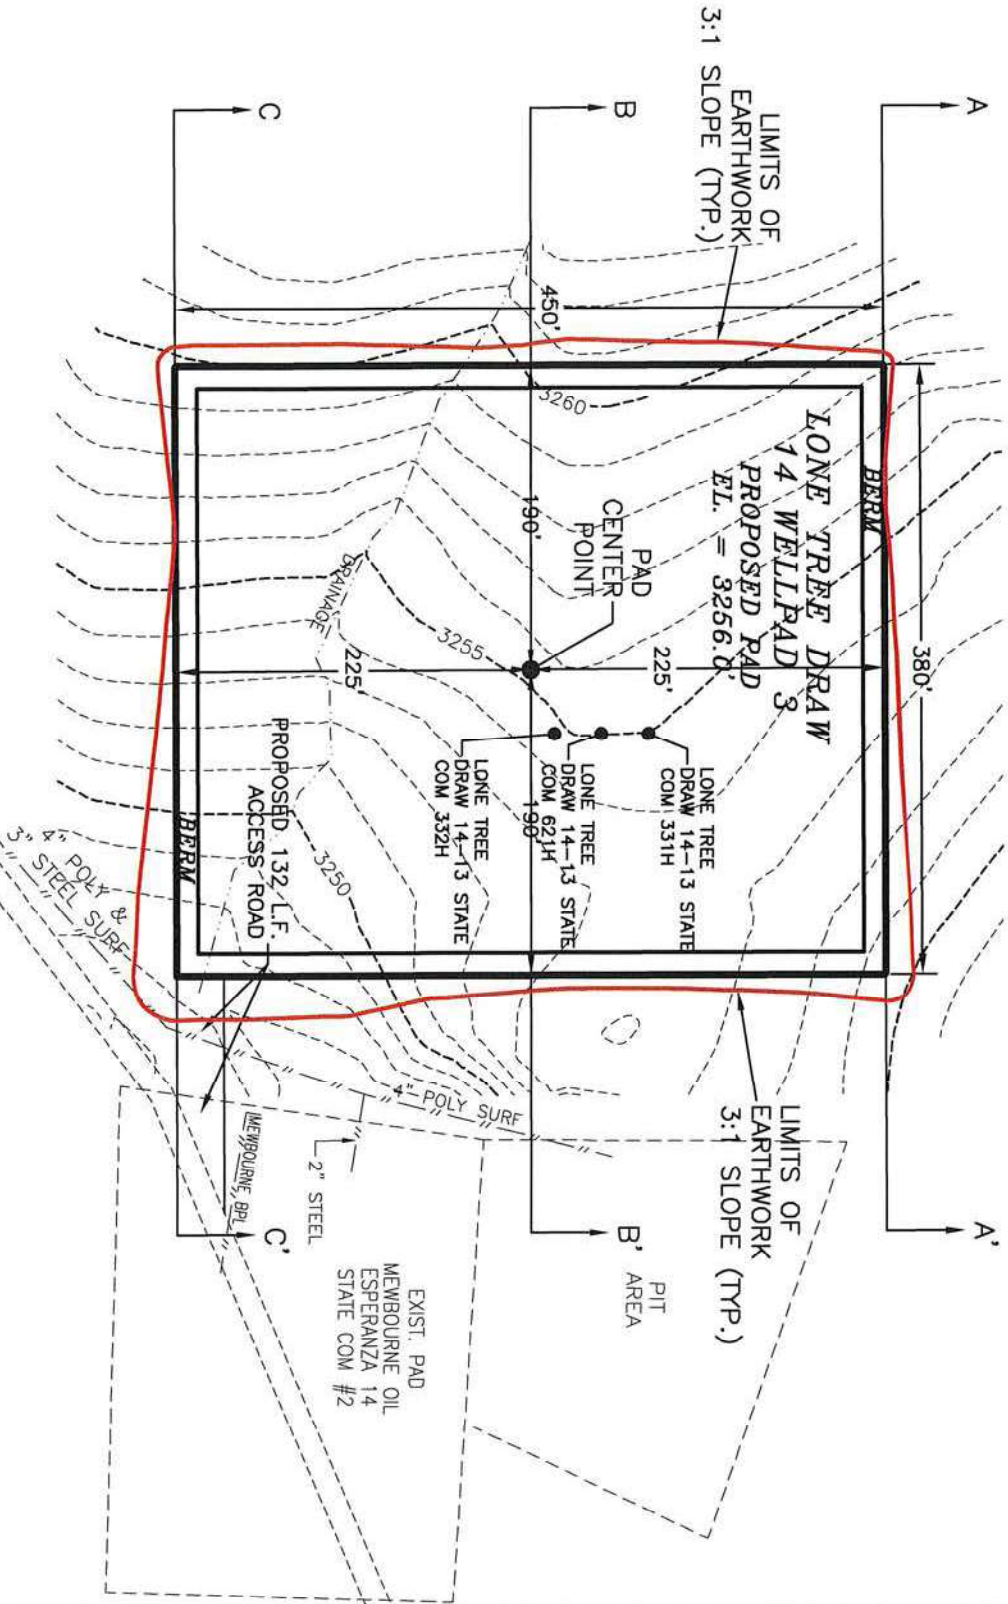 A
A'
B
B'
C
C'
LIMITS OF
EARTHWORK
3:1 SLOPE (TYP.)
LIMITS OF
EARTHWORK
3:1 SLOPE (TYP.)
380'
450'
BERM
LONE TREE DRAW
14 WELLPAD 3
PROPOSED PAD
EL. = 3256.0'
PAD
CENTER
POINT
190'
190'
225'
225'
3260
3255
3250
DRAINAGE
LONE TREE
DRAW 14-13 STATE
COM 331H
LONE TREE
DRAW 14-13 STATE
COM 621H
LONE TREE
DRAW 14-13 STATE
COM 332H
PROPOSED 132 L.F.
ACCESS ROAD
BERM
3" 4" POLY &
STEEL SURF
4" POLY SURF
2" STEEL
MEWBOURNE BPL
PIT
AREA
EXIST. PAD
MEWBOURNE OIL
ESPERANZA 14
STATE COM #2